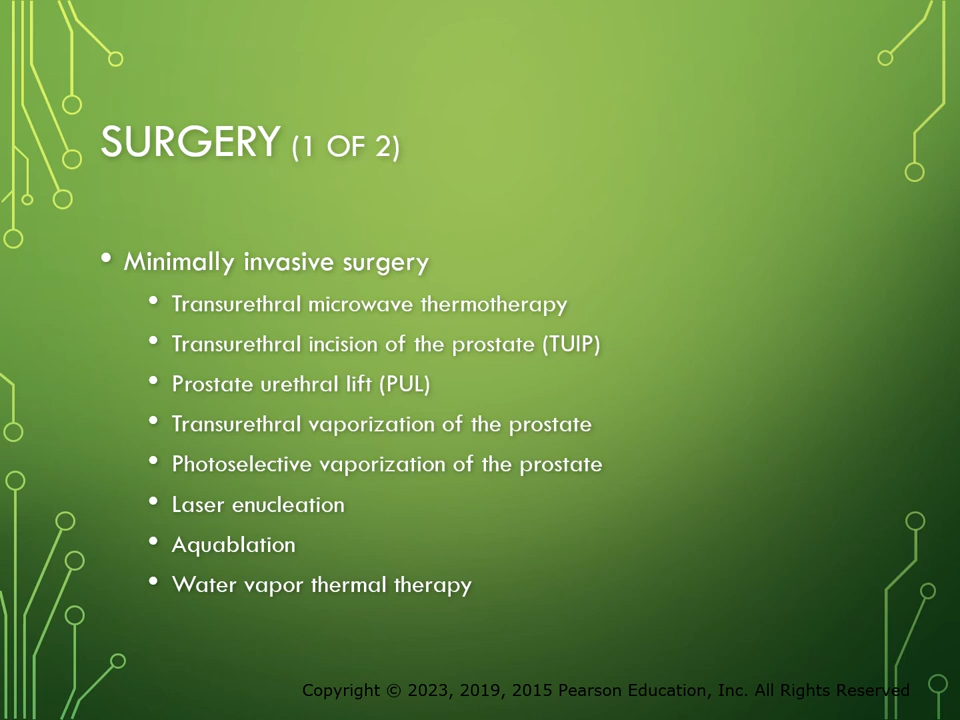 SURGERY (1 OF 2)
• Minimally invasive surgery
• Transurethral microwave thermotherapy
• Transurethral incision of the prostate (TUIP)
• Prostate urethral lift (PUL)
• Transurethral vaporization of the prostate
• Photoselective vaporization of the prostate
• Laser enucleation
• Aquablation
• Water vapor thermal therapy
Copyright © 2023, 2019, 2015 Pearson Education, Inc. All Rights Reserved